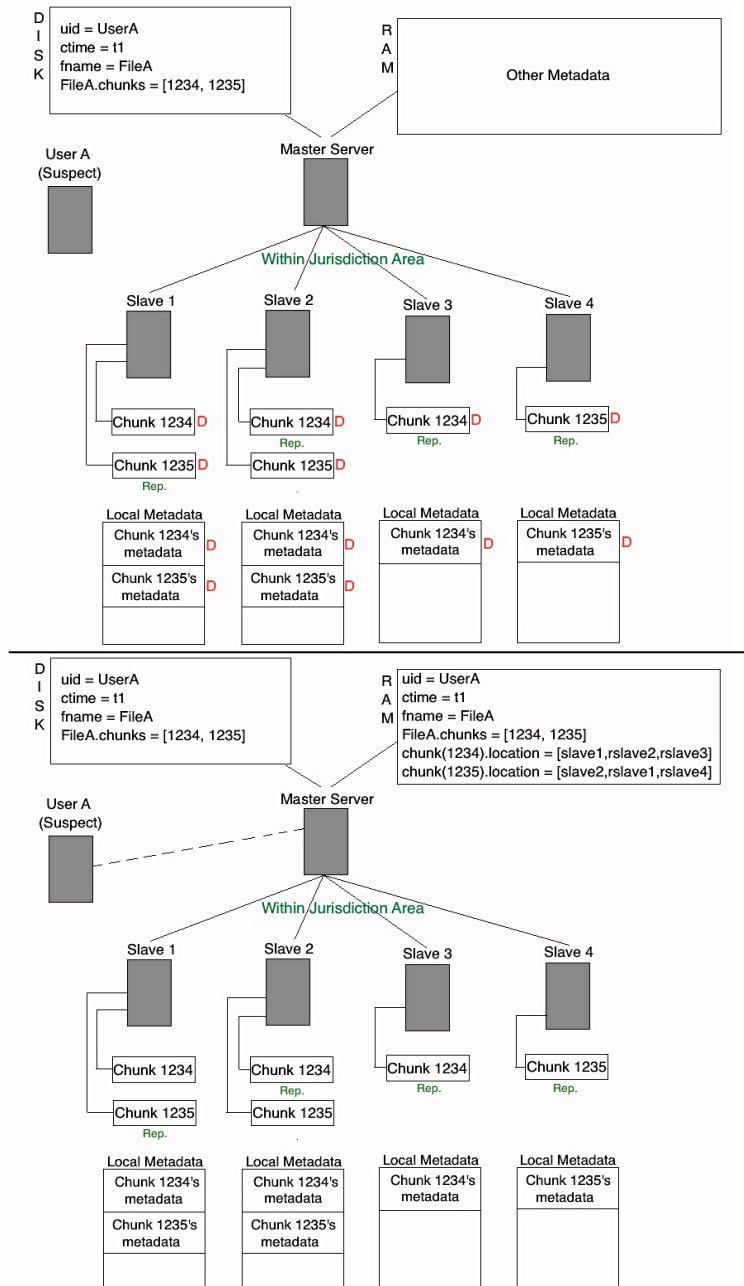 D
I
S
K
uid = UserA
ctime = t1
fname = FileA
FileA.chunks = [1234, 1235]
R
A
M
Other Metadata
User A
(Suspect)
Master Server
Within Jurisdiction Area
Slave 1
Slave 2
Slave 3
Slave 4
Chunk 1234 D
Chunk 1234 D
Rep.
Chunk 1234 D
Rep.
Chunk 1235 D
Rep.
Chunk 1235 D
Rep.
Chunk 1235 D
Local Metadata
Chunk 1234's
metadata
D
Chunk 1235's
metadata
D
Local Metadata
Chunk 1234's
metadata
D
Chunk 1235's
metadata
D
Local Metadata
Chunk 1234's
metadata
D
Local Metadata
Chunk 1235's
metadata
D
D
I
S
K
uid = UserA
ctime = t1
fname = FileA
FileA.chunks = [1234, 1235]
R
A
M
uid = UserA
ctime = t1
fname = FileA
FileA.chunks = [1234, 1235]
chunk(1234).location = [slave1,rslave2,rslave3]
chunk(1235).location = [slave2,rslave1,rslave4]
User A
(Suspect)
Master Server
Within Jurisdiction Area
Slave 1
Slave 2
Slave 3
Slave 4
Chunk 1234
Chunk 1234
Rep.
Chunk 1234
Rep.
Chunk 1235
Rep.
Chunk 1235
Rep.
Chunk 1235
Local Metadata
Chunk 1234's
metadata
Chunk 1235's
metadata
Local Metadata
Chunk 1234's
metadata
Chunk 1235's
metadata
Local Metadata
Chunk 1234's
metadata
Local Metadata
Chunk 1235's
metadata